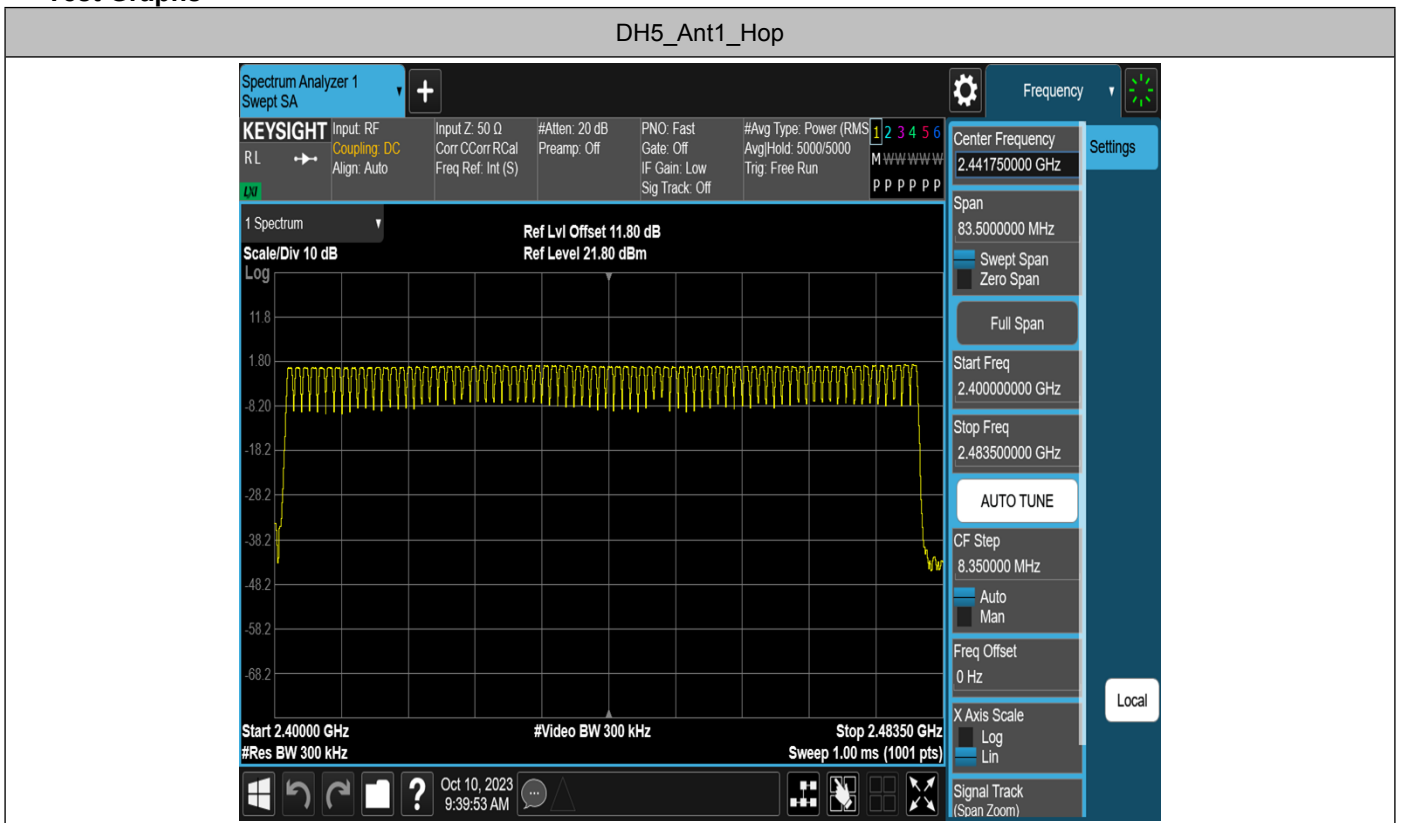 DH5_Ant1_Hop
Spectrum Analyzer 1
Swept SA
+
Frequency
KEYSIGHT
RL
LXI
Input: RF
Coupling: DC
Align: Auto
Input Z: 50 Ω
Corr CCorr RCal
Freq Ref: Int (S)
#Atten: 20 dB
Preamp: Off
PNO: Fast
Gate: Off
IF Gain: Low
Sig Track: Off
#Avg Type: Power (RMS
Avg|Hold: 5000/5000
Trig: Free Run
1 2 3 4 5 6
M W W W W W
P P P P P P
Settings
Center Frequency
2.441750000 GHz
Span
83.5000000 MHz
Swept Span
Zero Span
Full Span
Start Freq
2.400000000 GHz
Stop Freq
2.483500000 GHz
AUTO TUNE
CF Step
8.350000 MHz
Auto
Man
Freq Offset
0 Hz
X Axis Scale
Log
Lin
Signal Track
(Span Zoom)
Local
1 Spectrum
Scale/Div 10 dB
Ref Lvl Offset 11.80 dB
Ref Level 21.80 dBm
Log
11.8
1.80
-8.20
-18.2
-28.2
-38.2
-48.2
-58.2
-68.2
Start 2.40000 GHz
#Video BW 300 kHz
Stop 2.48350 GHz
#Res BW 300 kHz
Sweep 1.00 ms (1001 pts)
?
Oct 10, 2023
9:39:53 AM